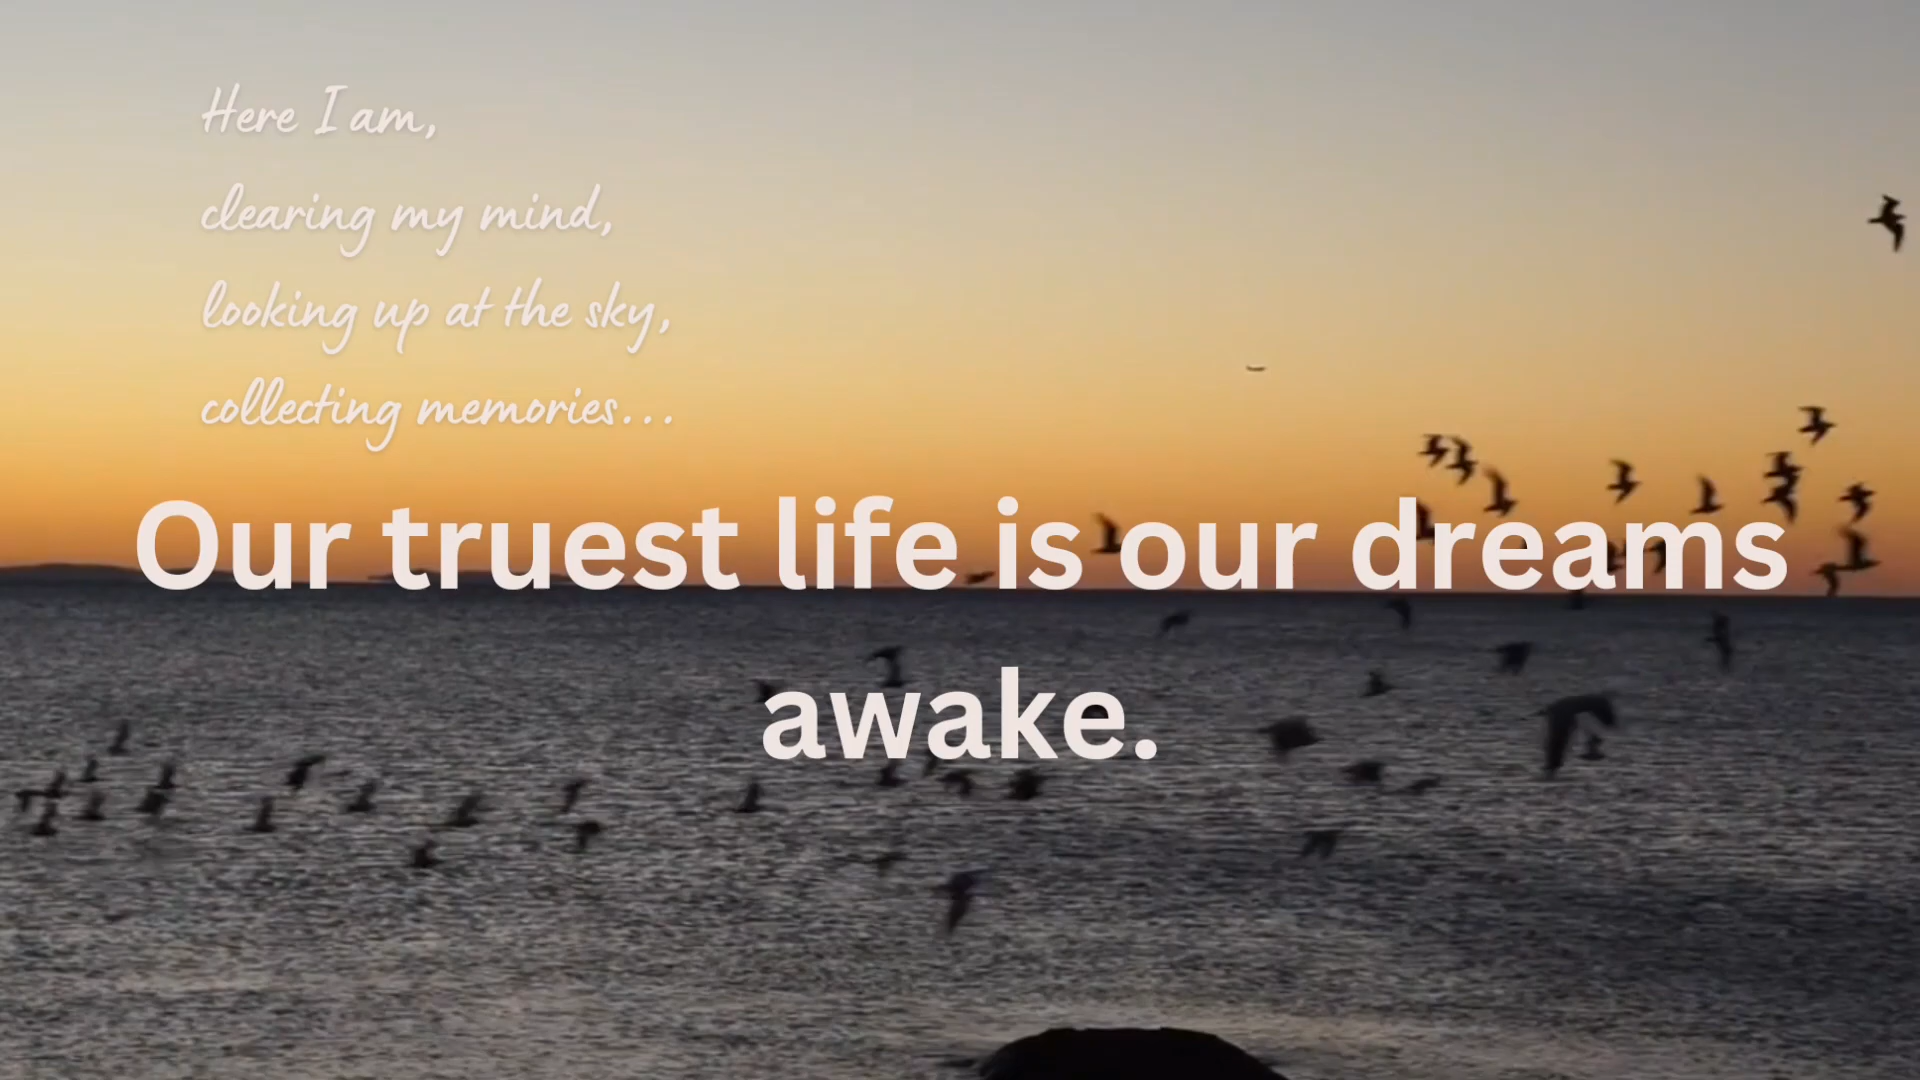 Here I am,
clearing my mind,
looking up at the sky,
collecting memories...
Our truest life is our dreams
awake.